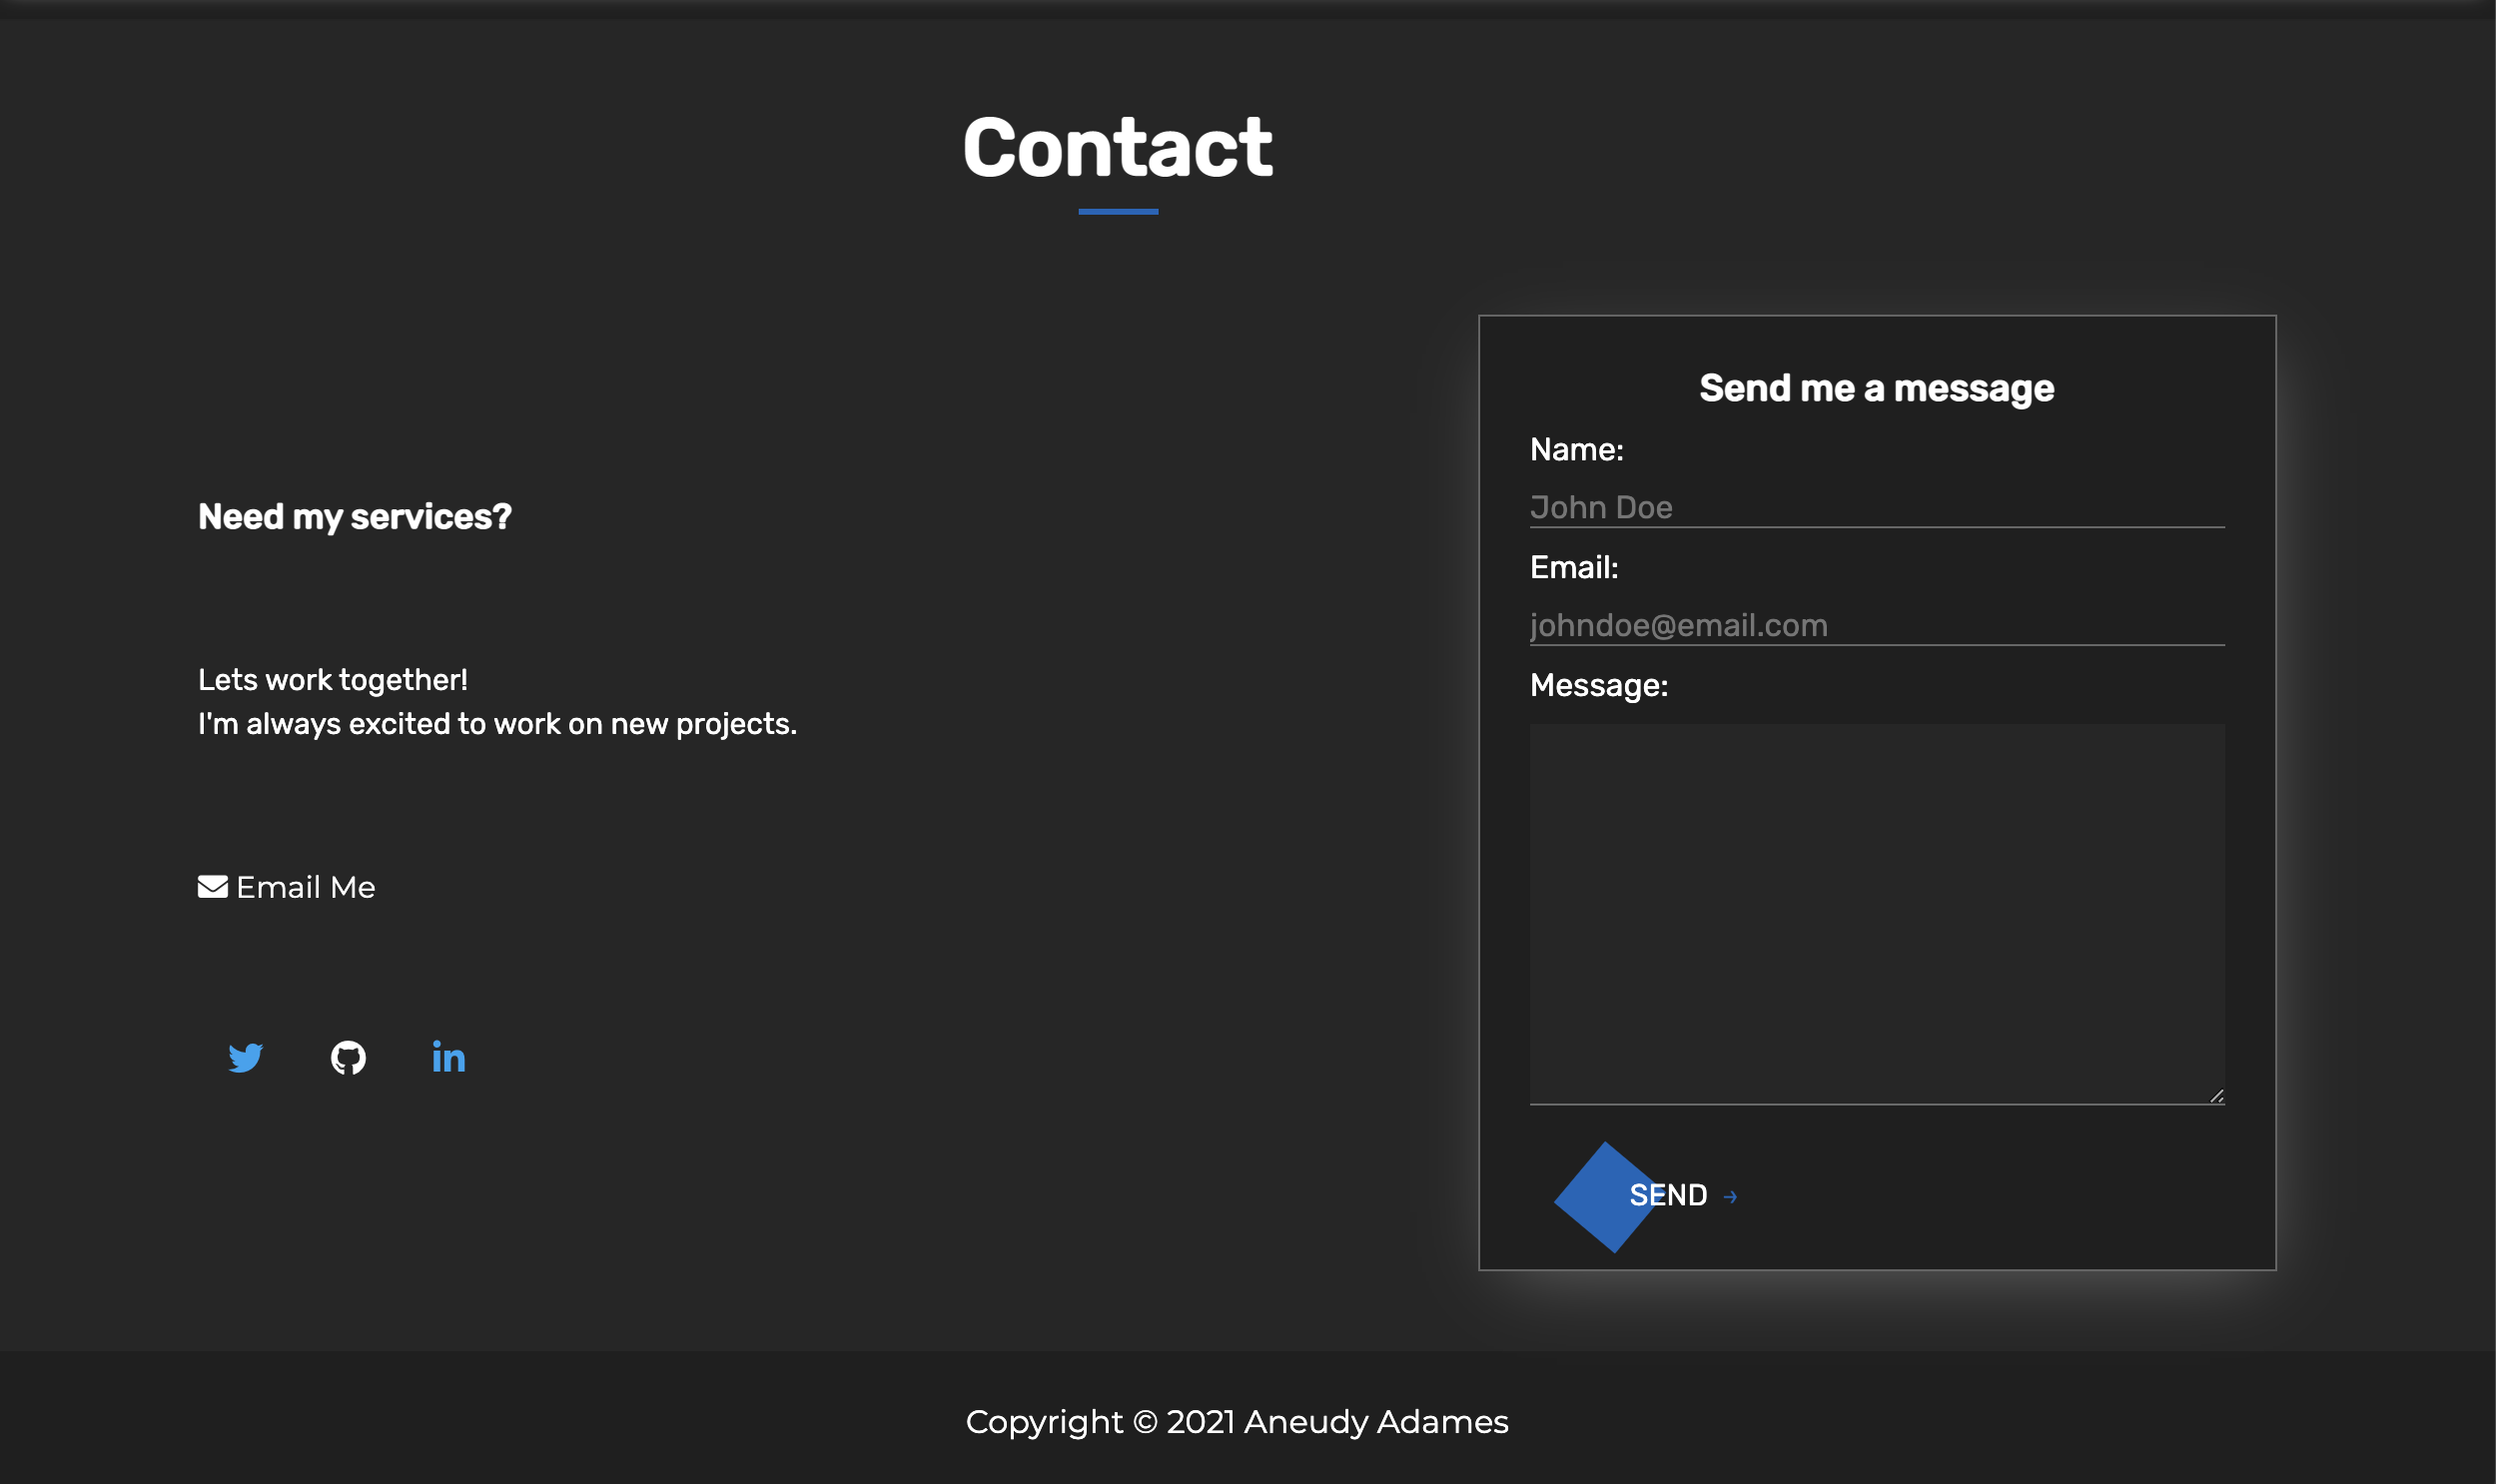 Contact
Need my services?
Lets work together!
I'm always excited to work on new projects.
Email Me
Send me a message
Name:
John Doe
Email:
johndoe@email.com
Message:
SEND →
Copyright © 2021 Aneudy Adames